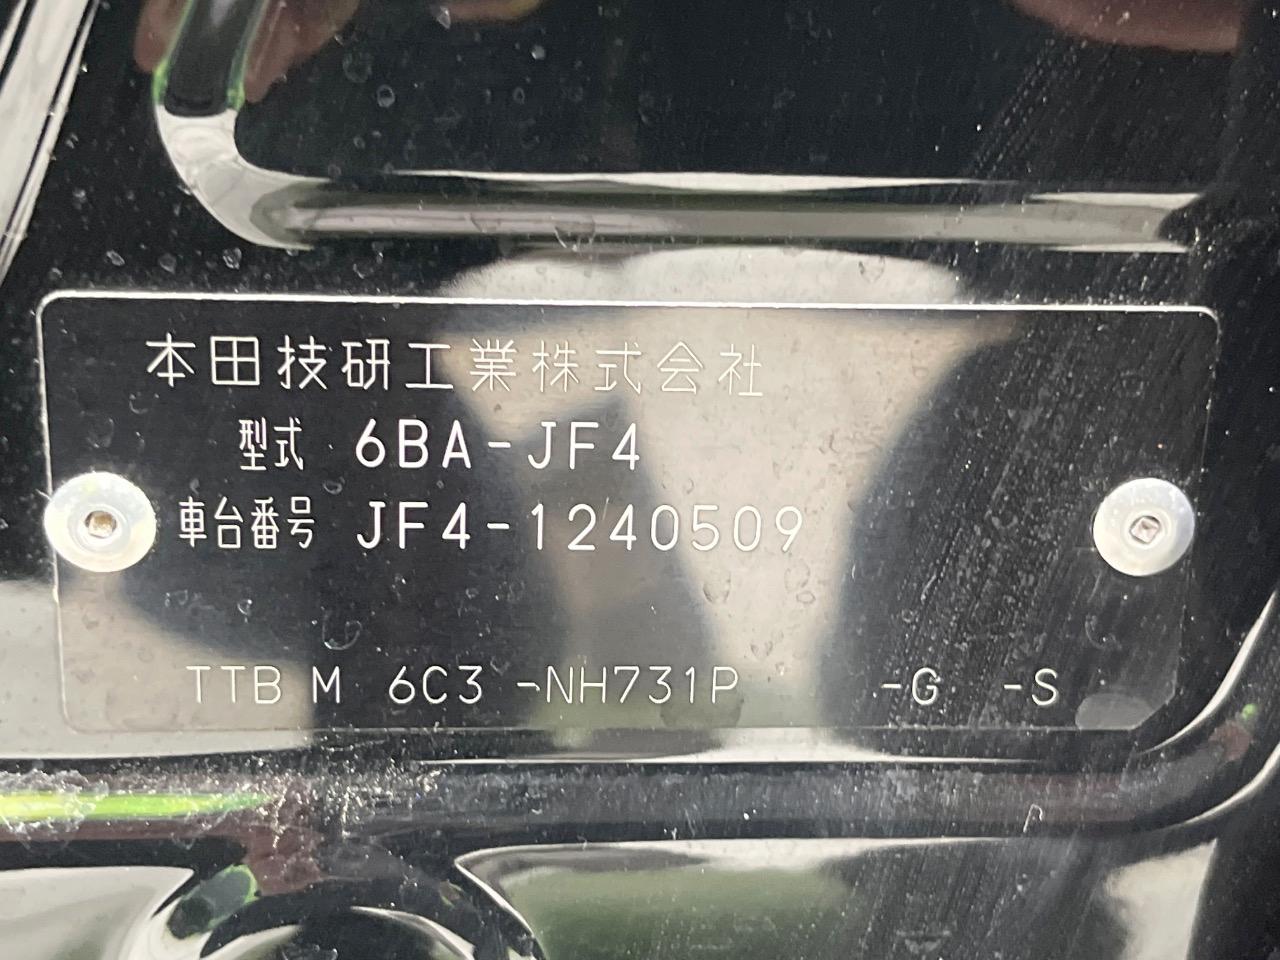 本田技研工業株式会社
型式 6BA-JF4
車台番号 JF4-1240509
TTB M 6C3 -NH731P -G -S